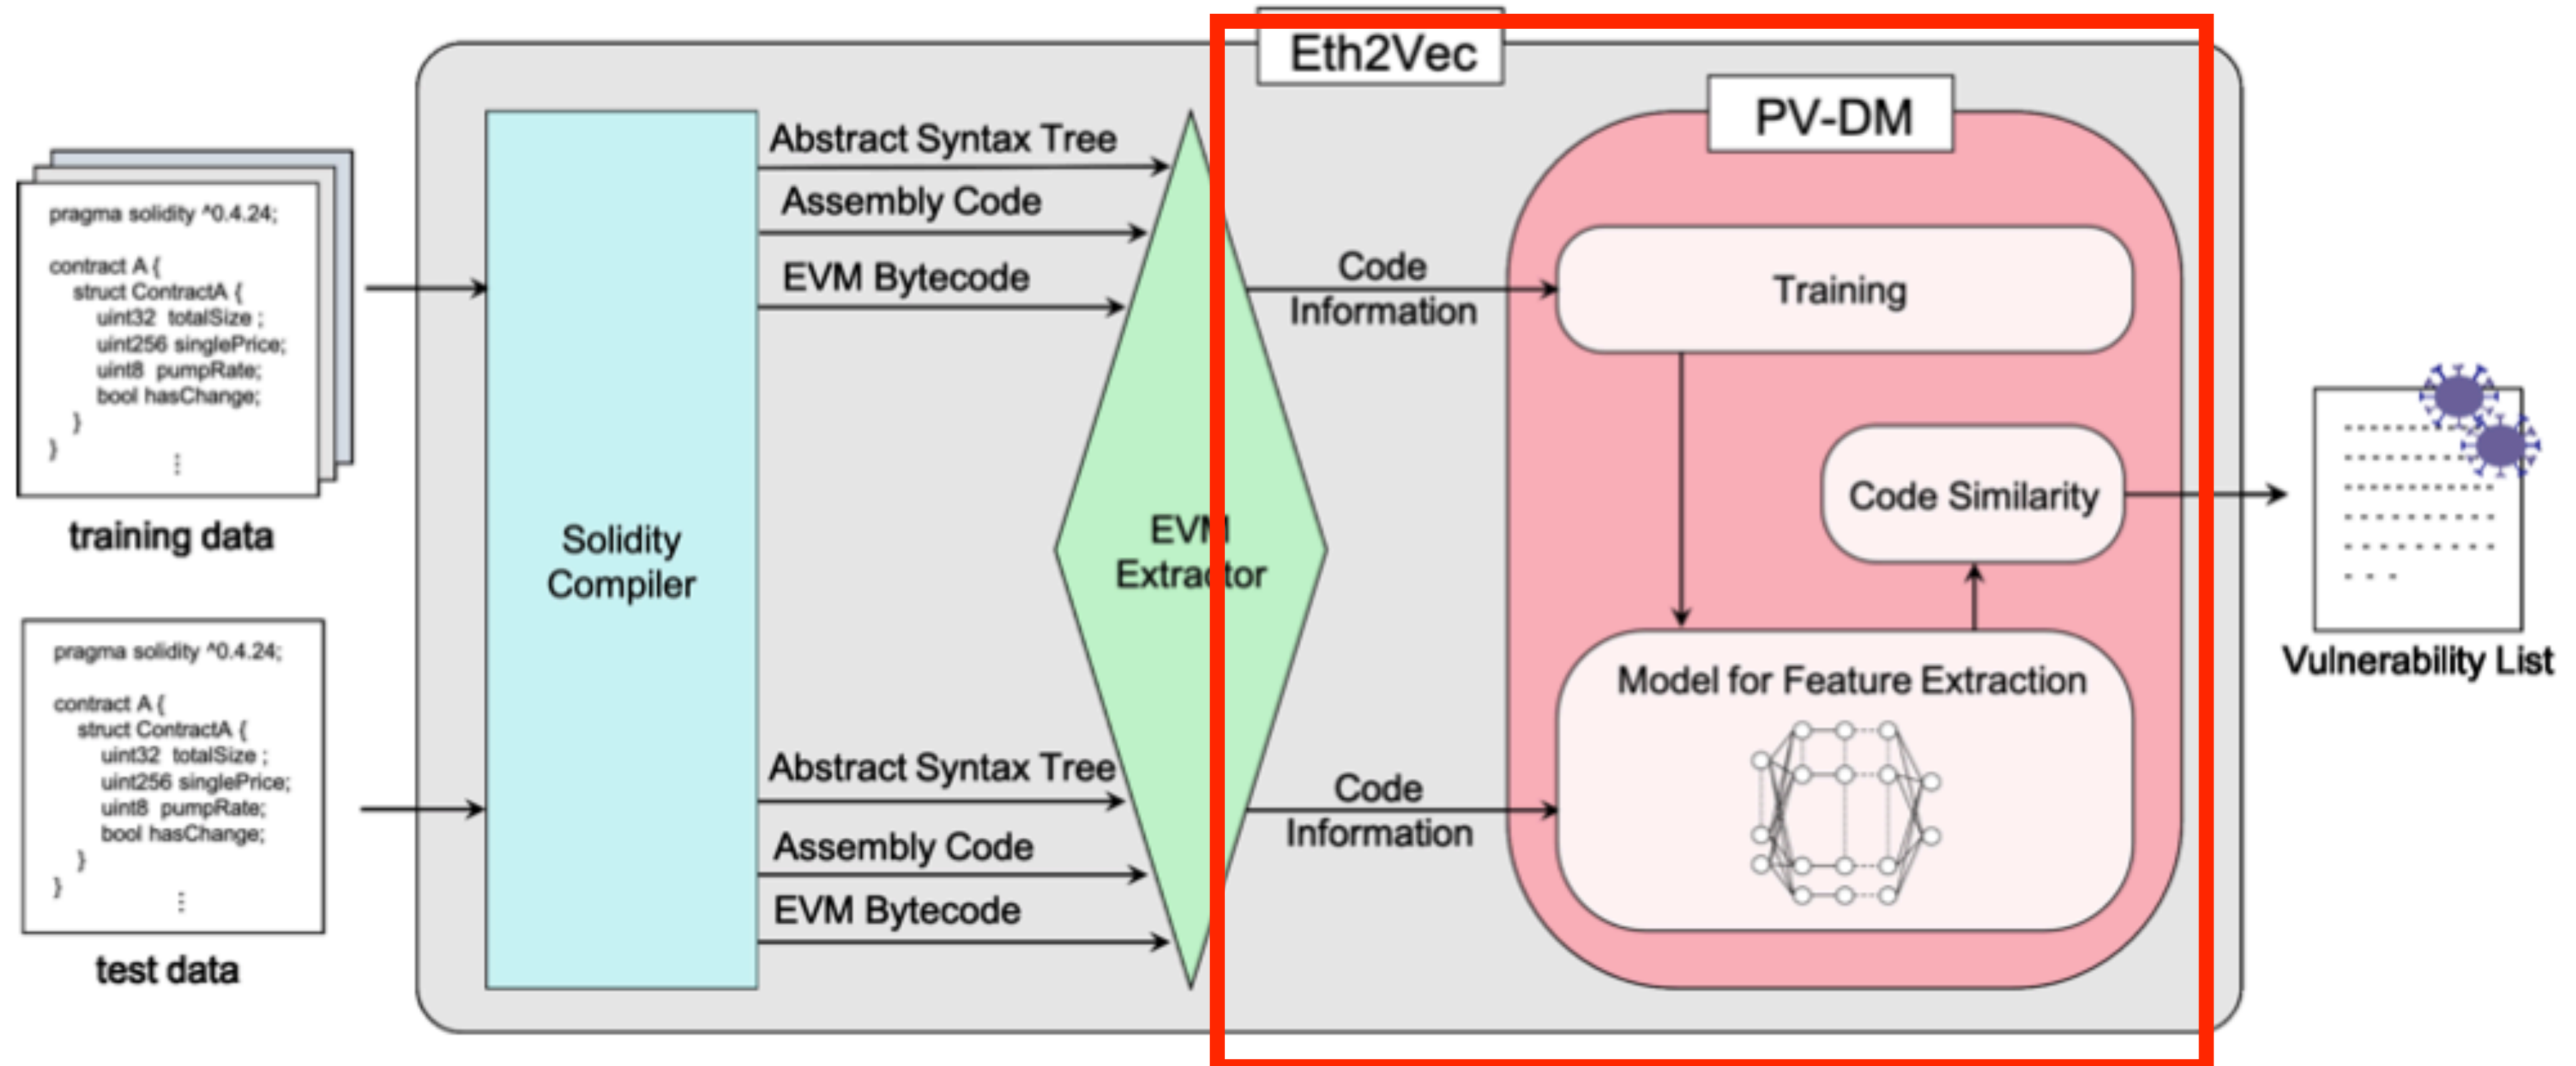 Eth2Vec
PV-DM
pragma solidity ^0.4.24;
contract A {
struct ContractA {
uint32 totalSize ;
uint256 singlePrice;
uint8 pumpRate;
bool hasChange;
}
}
⋮
training data
pragma solidity ^0.4.24;
contract A {
struct ContractA {
uint32 totalSize ;
uint256 singlePrice;
uint8 pumpRate;
bool hasChange;
}
}
⋮
test data
Solidity
Compiler
Abstract Syntax Tree
Assembly Code
EVM Bytecode
Abstract Syntax Tree
Assembly Code
EVM Bytecode
EVM
Extractor
Code
Information
Code
Information
Training
Code Similarity
Model for Feature Extraction
Vulnerability List